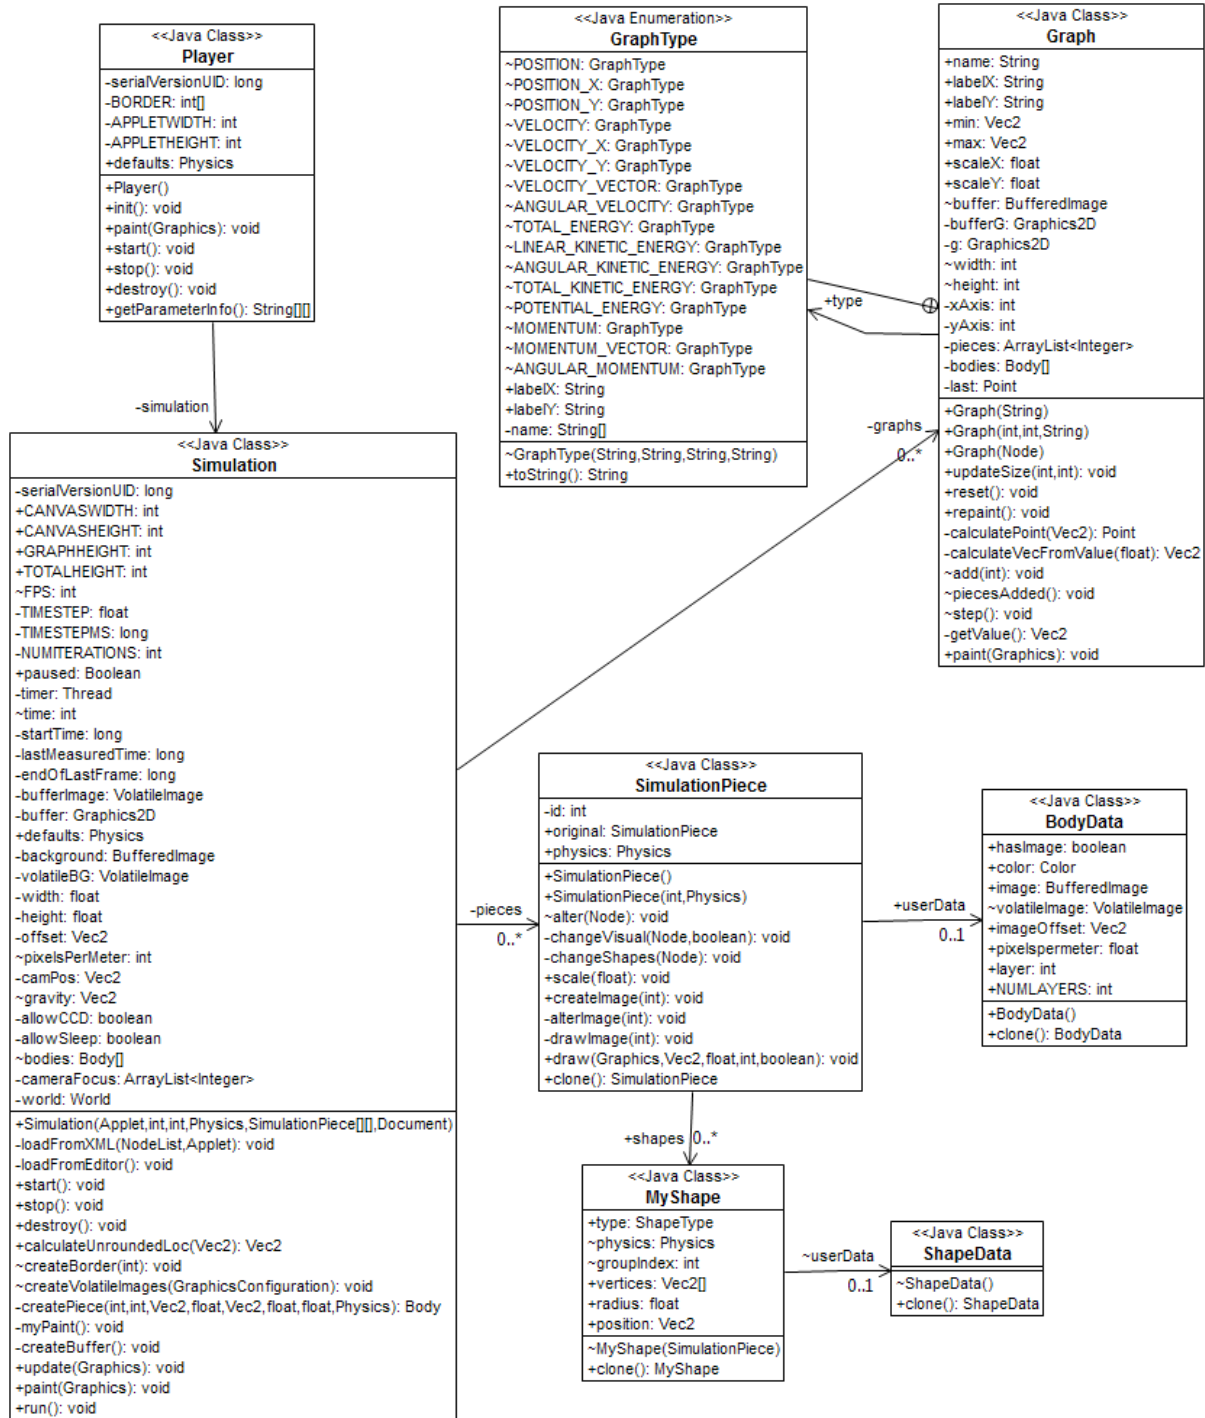 <<Java Class>>
Player
-serialVersionUID: long
-BORDER: int[]
-APPLETWIDTH: int
-APPLETHEIGHT: int
+defaults: Physics
+Player()
+init(): void
+paint(Graphics): void
+start(): void
+stop(): void
+destroy(): void
+getParameterInfo(): String[][]
-simulation
<<Java Enumeration>>
GraphType
~POSITION: GraphType
~POSITION_X: GraphType
~POSITION_Y: GraphType
~VELOCITY: GraphType
~VELOCITY_X: GraphType
~VELOCITY_Y: GraphType
~VELOCITY_VECTOR: GraphType
~ANGULAR_VELOCITY: GraphType
~TOTAL_ENERGY: GraphType
~LINEAR_KINETIC_ENERGY: GraphType
~ANGULAR_KINETIC_ENERGY: GraphType
~TOTAL_KINETIC_ENERGY: GraphType
~POTENTIAL_ENERGY: GraphType
~MOMENTUM: GraphType
~MOMENTUM_VECTOR: GraphType
~ANGULAR_MOMENTUM: GraphType
+labelX: String
+labelY: String
-name: String[]
~GraphType(String,String,String,String)
+toString(): String
+type
<<Java Class>>
Graph
+name: String
+labelX: String
+labelY: String
+min: Vec2
+max: Vec2
+scaleX: float
+scaleY: float
~buffer: BufferedImage
-bufferG: Graphics2D
-g: Graphics2D
~width: int
~height: int
-xAxis: int
-yAxis: int
-pieces: ArrayList<Integer>
-bodies: Body[]
-last: Point
+Graph(String)
+Graph(int,int,String)
+Graph(Node)
+updateSize(int,int): void
+reset(): void
+repaint(): void
-calculatePoint(Vec2): Point
-calculateVecFromValue(float): Vec2
~add(int): void
~piecesAdded(): void
~step(): void
-getValue(): Vec2
+paint(Graphics): void
-graphs
0..*
<<Java Class>>
Simulation
-serialVersionUID: long
+CANVASWIDTH: int
+CANVASHEIGHT: int
+GRAPHHEIGHT: int
+TOTALHEIGHT: int
~FPS: int
-TIMESTEP: float
-TIMESTEPMS: long
-NUMITERATIONS: int
+paused: Boolean
-timer: Thread
~time: int
-startTime: long
-lastMeasuredTime: long
-endOfLastFrame: long
-bufferImage: VolatileImage
-buffer: Graphics2D
+defaults: Physics
-background: BufferedImage
-volatileBG: VolatileImage
-width: float
-height: float
-offset: Vec2
~pixelsPerMeter: int
-camPos: Vec2
~gravity: Vec2
-allowCCD: boolean
-allowSleep: boolean
~bodies: Body[]
-cameraFocus: ArrayList<Integer>
-world: World
+Simulation(Applet,int,int,Physics,SimulationPiece[][],Document)
-loadFromXML(NodeList,Applet): void
-loadFromEditor(): void
+start(): void
+stop(): void
+destroy(): void
+calculateUnroundedLoc(Vec2): Vec2
~createBorder(int): void
~createVolatileImages(GraphicsConfiguration): void
-createPiece(int,int,Vec2,float,Vec2,float,float,Physics): Body
-myPaint(): void
-createBuffer(): void
+update(Graphics): void
+paint(Graphics): void
+run(): void
-pieces
0..*
<<Java Class>>
SimulationPiece
-id: int
+original: SimulationPiece
+physics: Physics
+SimulationPiece()
+SimulationPiece(int,Physics)
~alter(Node): void
-changeVisual(Node,boolean): void
-changeShapes(Node): void
+scale(float): void
+createImage(int): void
-alterImage(int): void
-drawImage(int): void
+draw(Graphics,Vec2,float,int,boolean): void
+clone(): SimulationPiece
+userData
0..1
<<Java Class>>
BodyData
+hasImage: boolean
+color: Color
+image: BufferedImage
~volatileImage: VolatileImage
+imageOffset: Vec2
+pixelspermeter: float
+layer: int
+NUMLAYERS: int
+BodyData()
+clone(): BodyData
+shapes 0..*
<<Java Class>>
MyShape
+type: ShapeType
~physics: Physics
~groupIndex: int
+vertices: Vec2[]
+radius: float
+position: Vec2
~MyShape(SimulationPiece)
+clone(): MyShape
~userData
0..1
<<Java Class>>
ShapeData
~ShapeData()
+clone(): ShapeData